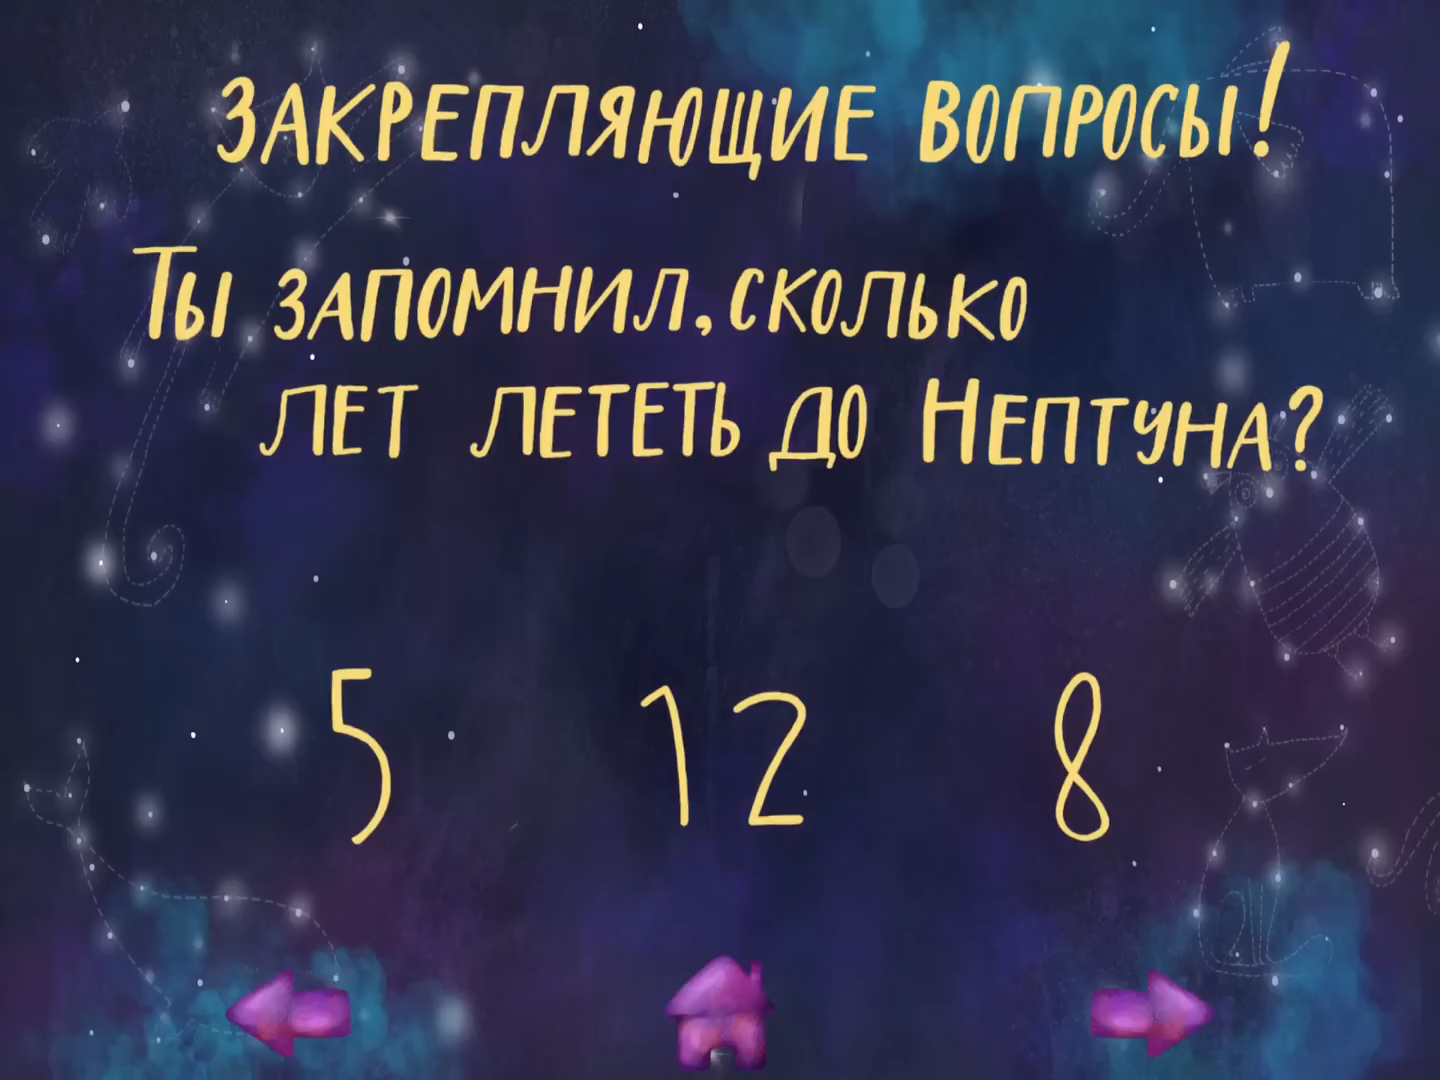 Закрепляющие вопросы!
Ты запомнил, сколько
лет лететь до Нептуна?
5 12 8